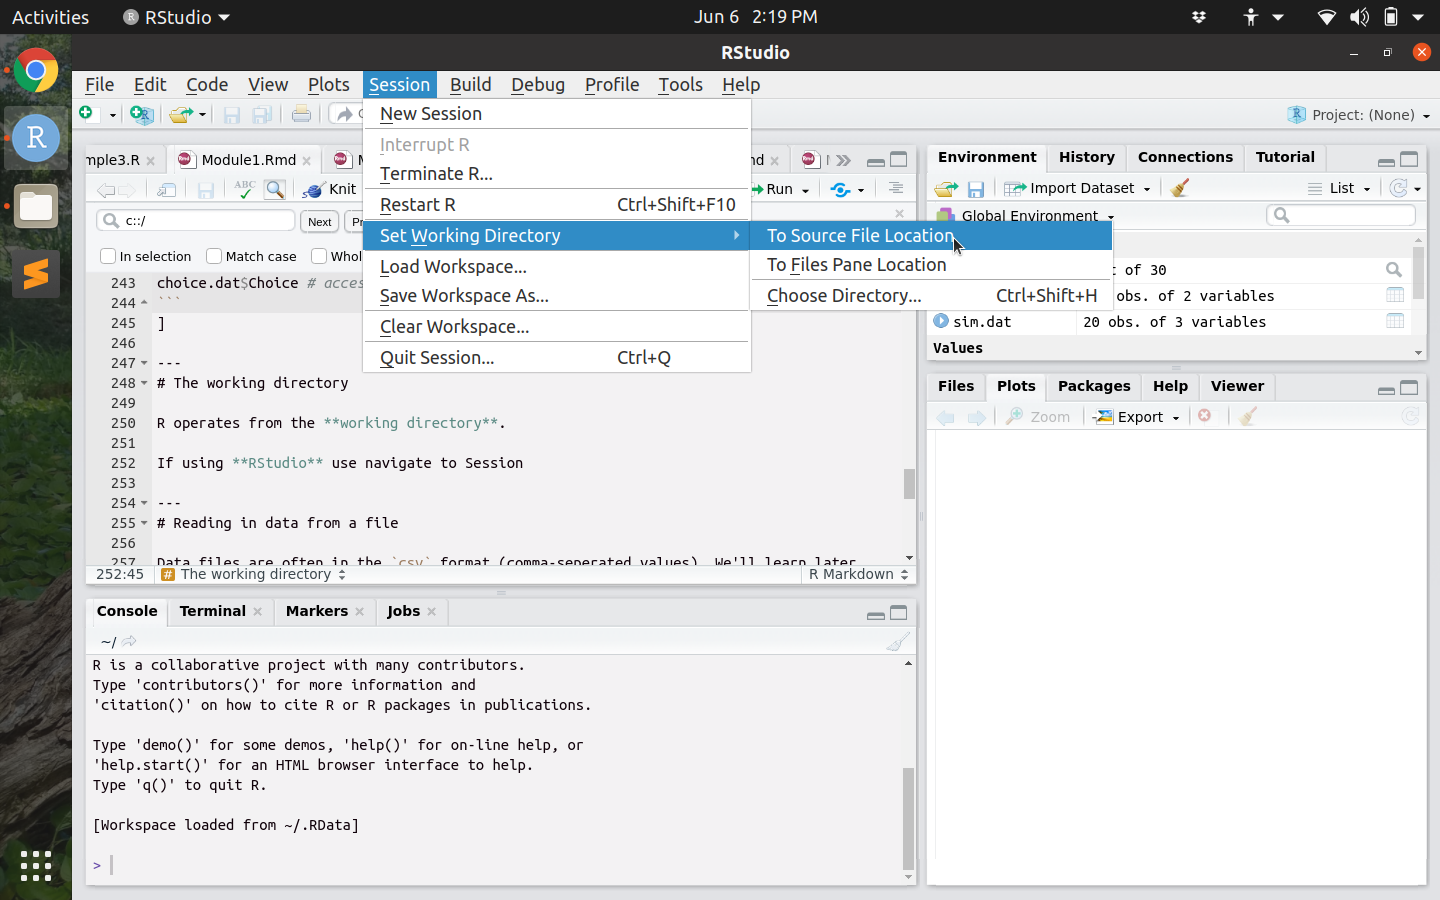 Activities
RStudio
Jun 6 2:19 PM
RStudio
File Edit Code View Plots Session Build Debug Profile Tools Help
Project: (None)
New Session
Interrupt R
Terminate R...
Restart R Ctrl+Shift+F10
Set Working Directory
Load Workspace...
Save Workspace As...
Clear Workspace...
Quit Session... Ctrl+Q
To Source File Location
To Files Pane Location
Choose Directory... Ctrl+Shift+H
mple3.R
Module1.Rmd
nd
ABC
Knit
Run
c::/
Next
In selection
Match case
Whol
243 choice.dat$Choice # acces
244 ```
245 ]
246
247 ---
248 # The working directory
249
250 R operates from the **working directory**.
251
252 If using **RStudio** use navigate to Session
253
254 ---
255 # Reading in data from a file
256
257 Data files are often in the `csv` format (comma-seperated values). We'll learn later
252:45 # The working directory R Markdown
Console Terminal Markers Jobs
~/
R is a collaborative project with many contributors.
Type 'contributors()' for more information and
'citation()' on how to cite R or R packages in publications.
Type 'demo()' for some demos, 'help()' for on-line help, or
'help.start()' for an HTML browser interface to help.
Type 'q()' to quit R.
[Workspace loaded from ~/.RData]
>
Environment History Connections Tutorial
Import Dataset
List
Global Environment
t of 30
obs. of 2 variables
sim.dat 20 obs. of 3 variables
Values
Files Plots Packages Help Viewer
Zoom
Export